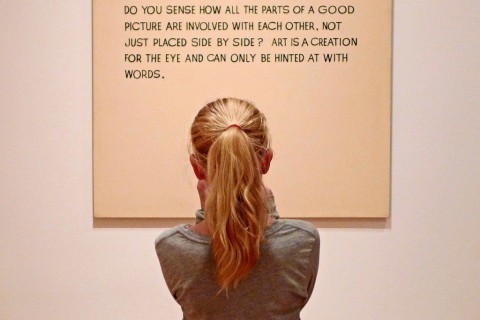 DO YOU SENSE HOW ALL THE PARTS OF A GOOD
PICTURE ARE INVOLVED WITH EACH OTHER, NOT
JUST PLACED SIDE BY SIDE? ART IS A CREATION
FOR THE EYE AND CAN ONLY BE HINTED AT WITH
WORDS.